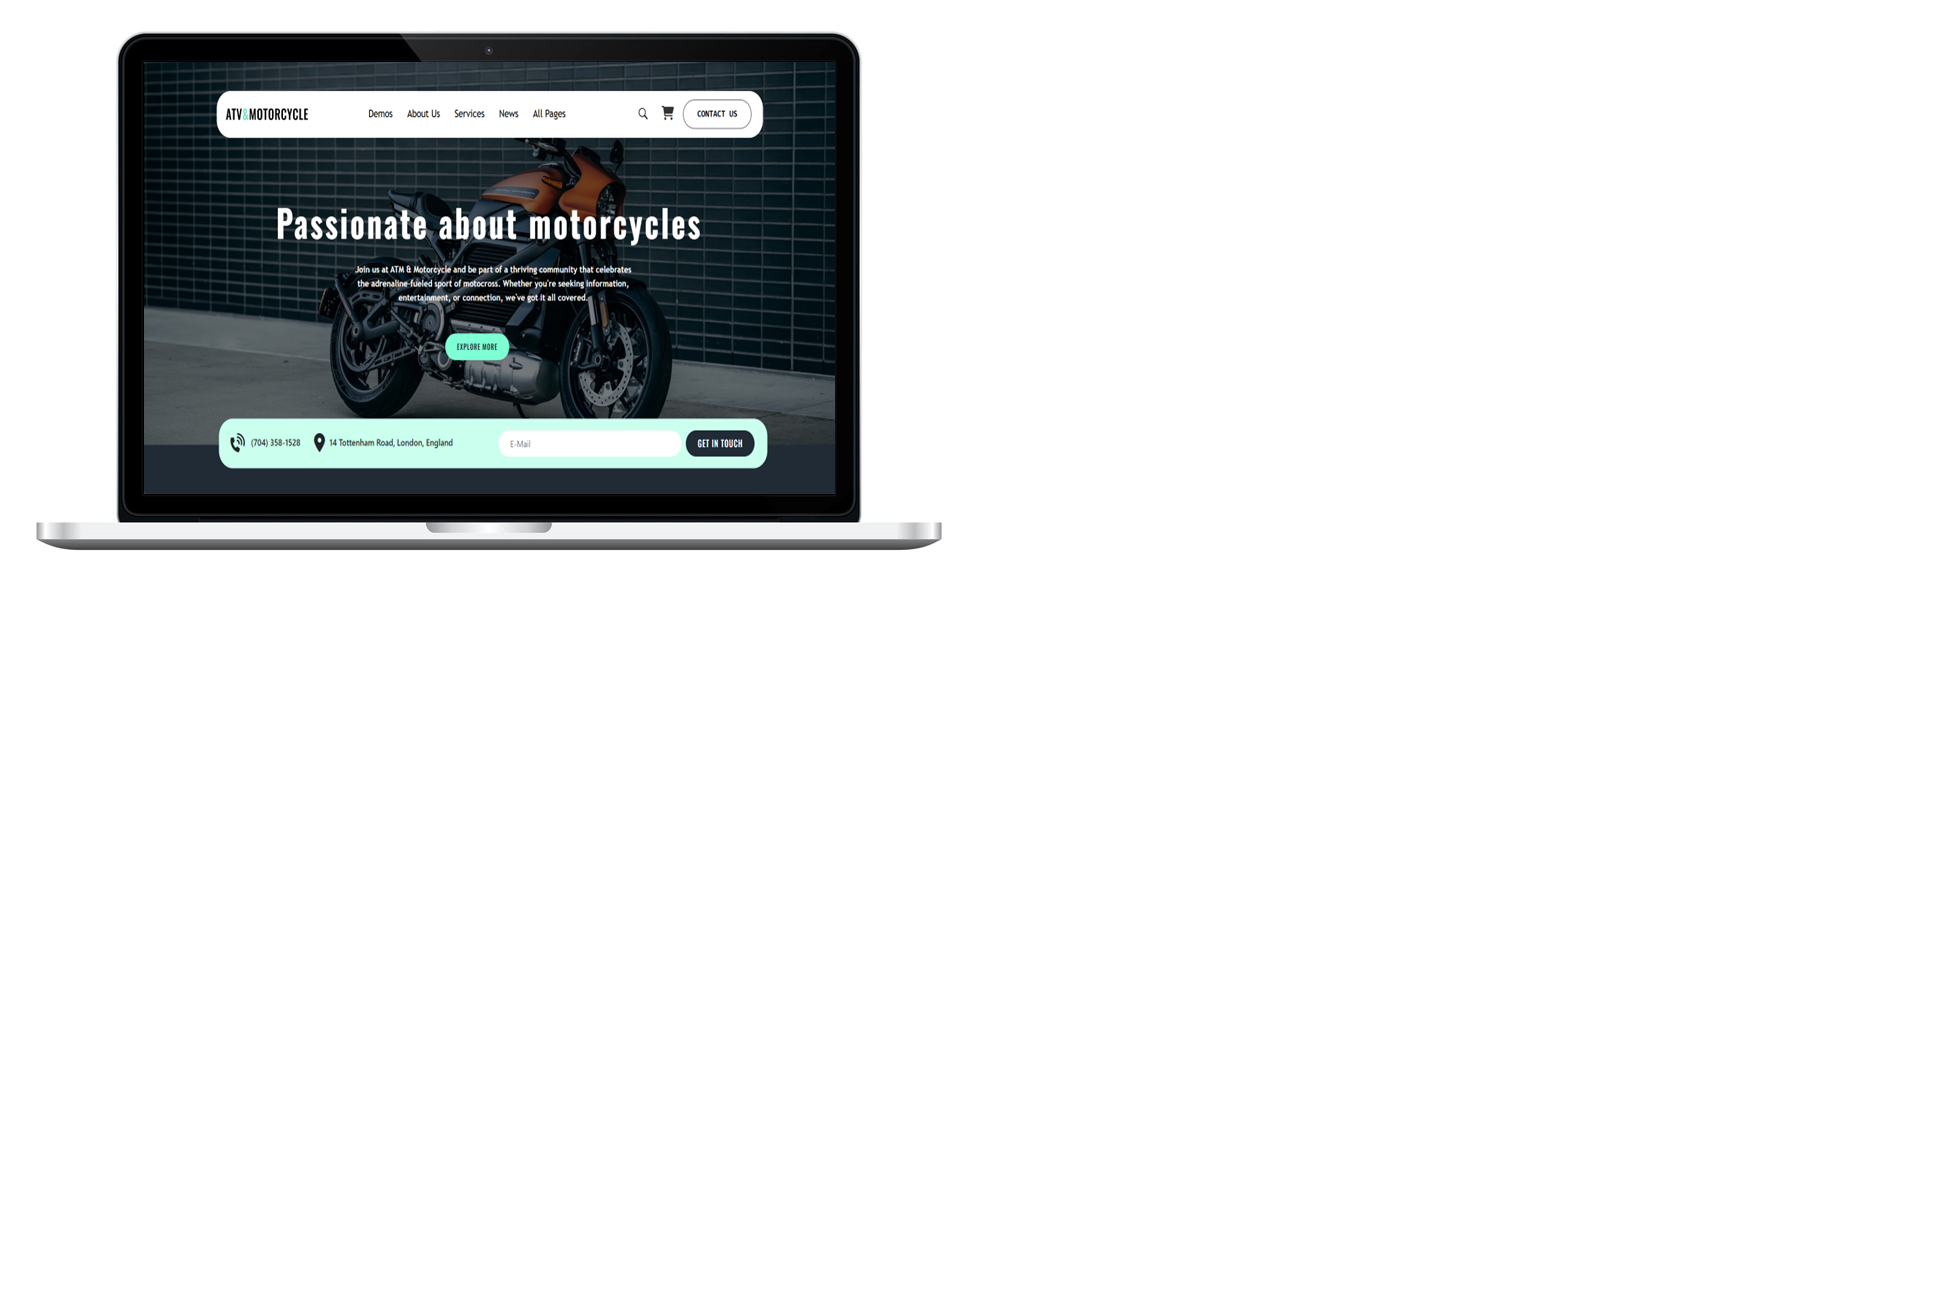 ATV&MOTORCYCLE
Demos About Us Services News All Pages
CONTACT US
Passionate about motorcycles
Join us at ATM & Motorcycle and be part of a thriving community that celebrates
the adrenaline-fueled sport of motocross. Whether you're seeking information,
entertainment, or connection, we've got it all covered.
EXPLORE MORE
(704) 358-1528
14 Tottenham Road, London, England
E-Mail
GET IN TOUCH